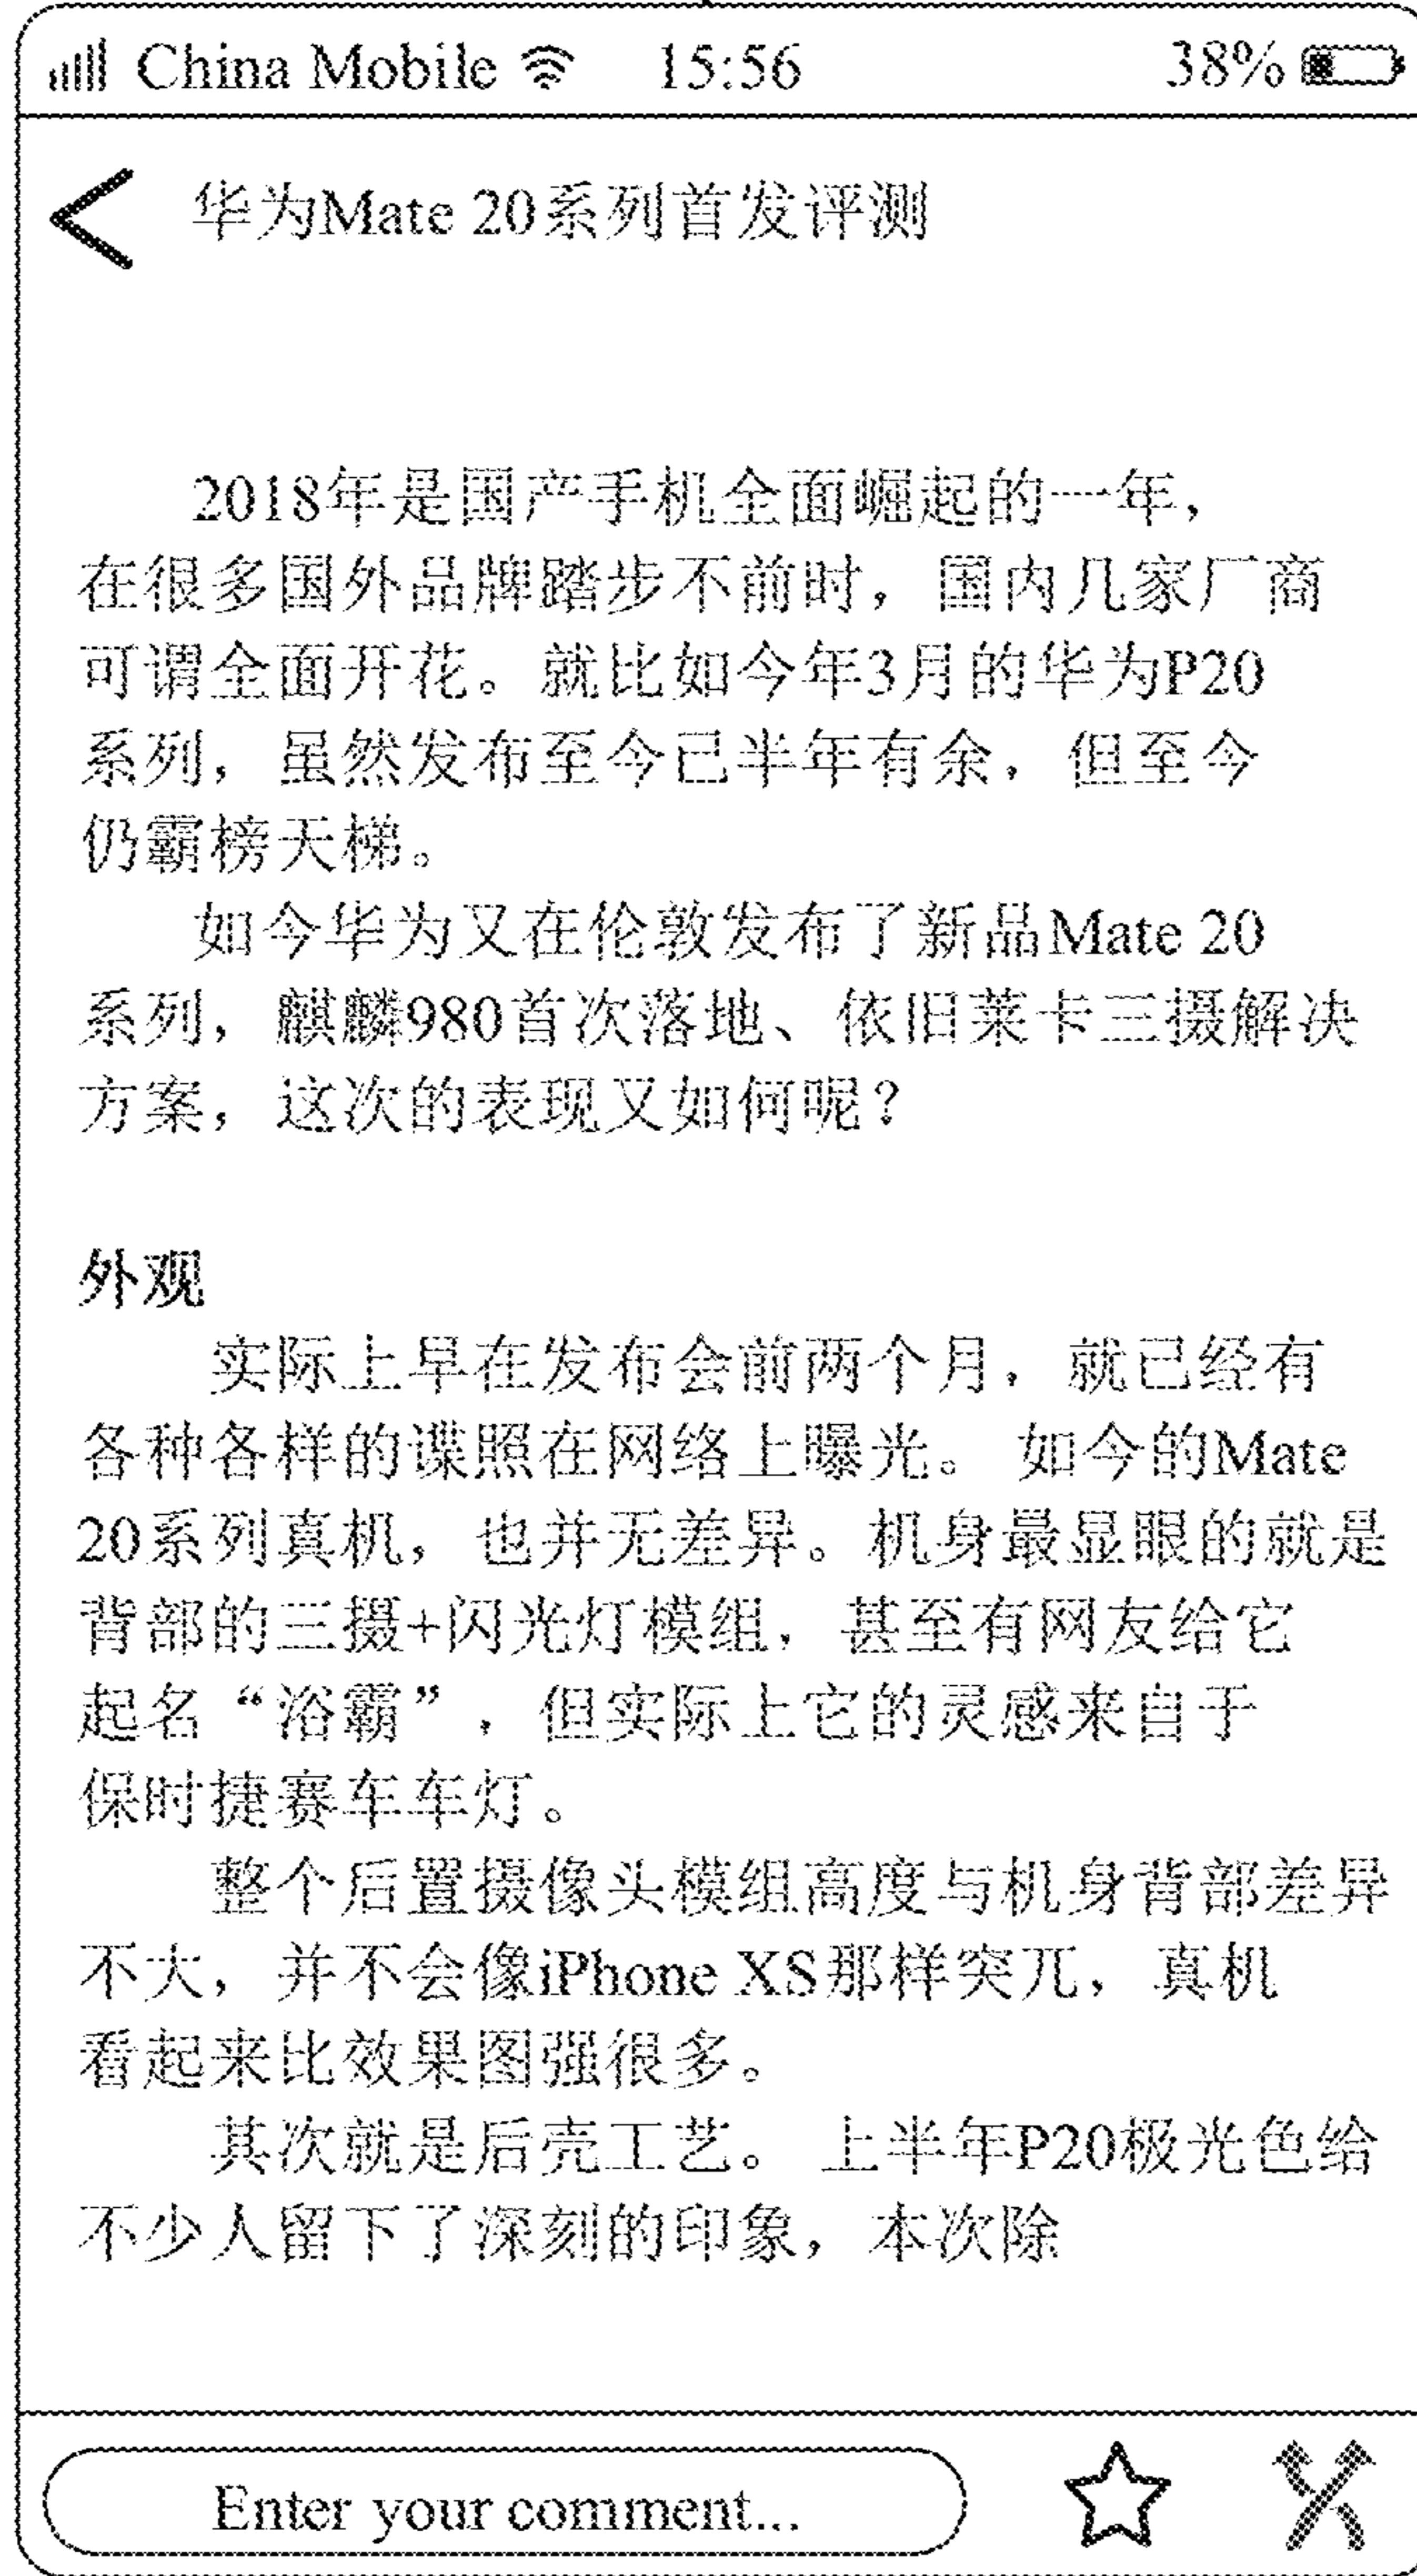 China Mobile 15:56 38%
华为Mate 20系列首发评测
2018年是国产手机全面崛起的一年，
在很多国外品牌踏步不前时，国内几家厂商
可谓全面开花。就比如今年3月的华为P20
系列，虽然发布至今已半年有余，但至今
仍霸榜天梯。
如今华为又在伦敦发布了新品Mate 20
系列，麒麟980首次落地、依旧莱卡三摄解决
方案，这次的表现又如何呢？
外观
实际上早在发布会前两个月，就已经有
各种各样的谍照在网络上曝光。如今的Mate
20系列真机，也并无差异。机身最显眼的就是
背部的三摄+闪光灯模组，甚至有网友给它
起名“浴霸”，但实际上它的灵感来自于
保时捷赛车车灯。
整个后置摄像头模组高度与机身背部差异
不大，并不会像iPhone XS那样突兀，真机
看起来比效果图强很多。
其次就是后壳工艺。上半年P20极光色给
不少人留下了深刻的印象，本次除
Enter your comment...